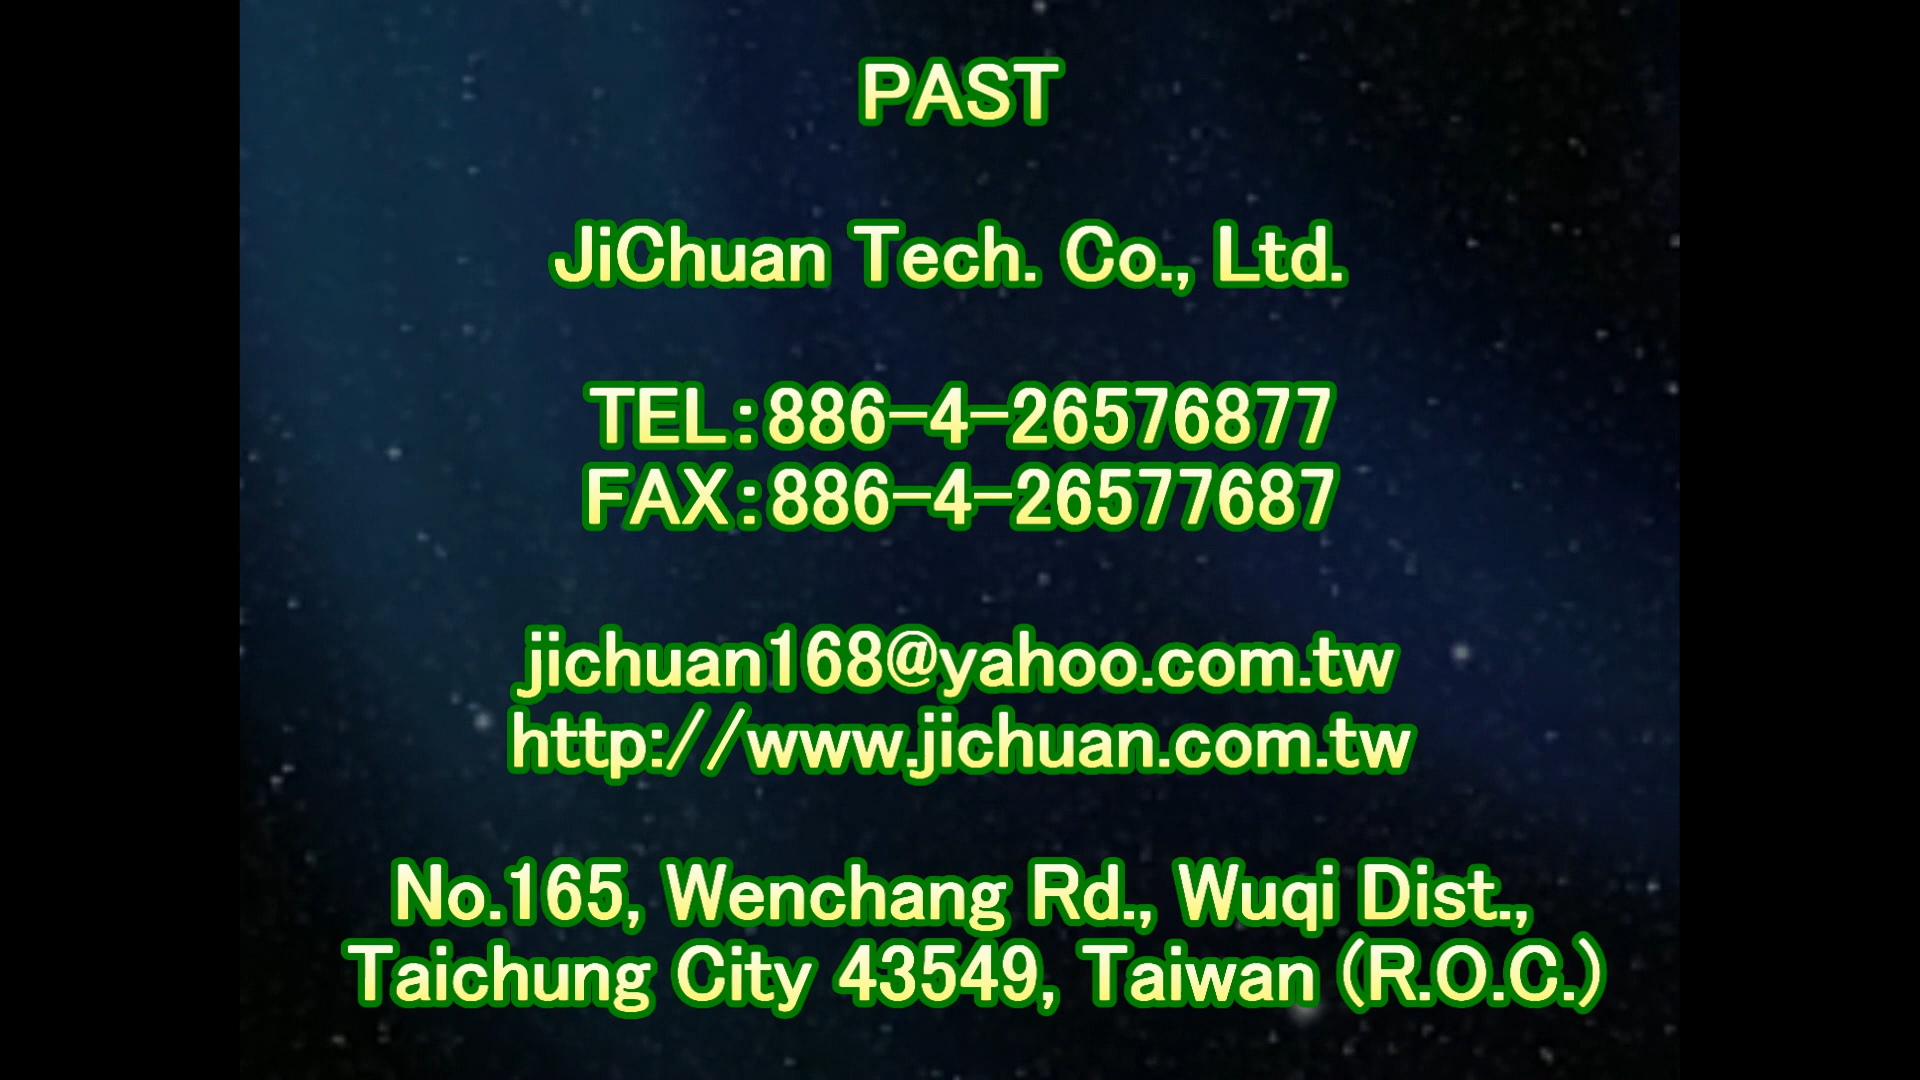 PAST
JiChuan Tech. Co., Ltd.
TEL:886-4-26576877
FAX:886-4-26577687
jichuan168@yahoo.com.tw
http://www.jichuan.com.tw
No.165, Wenchang Rd., Wuqi Dist.,
Taichung City 43549, Taiwan (R.O.C.)